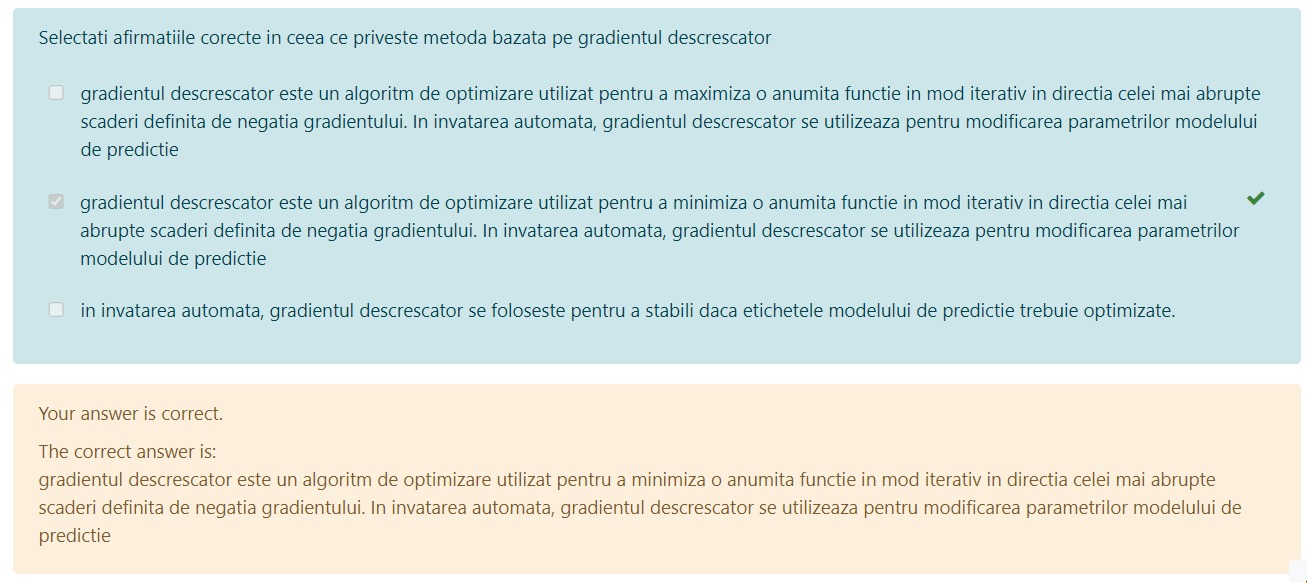 Selectati afirmatiile corecte in ceea ce priveste metoda bazata pe gradientul descrescator
gradientul descrescator este un algoritm de optimizare utilizat pentru a maximiza o anumita functie in mod iterativ in directia celei mai abrupte
scaderi definita de negatia gradientului. In invatarea automata, gradientul descrescator se utilizeaza pentru modificarea parametrilor modelului
de predictie
gradientul descrescator este un algoritm de optimizare utilizat pentru a minimiza o anumita functie in mod iterativ in directia celei mai
abrupte scaderi definita de negatia gradientului. In invatarea automata, gradientul descrescator se utilizeaza pentru modificarea parametrilor
modelului de predictie
in invatarea automata, gradientul descrescator se foloseste pentru a stabili daca etichetele modelului de predictie trebuie optimizate.
Your answer is correct.
The correct answer is:
gradientul descrescator este un algoritm de optimizare utilizat pentru a minimiza o anumita functie in mod iterativ in directia celei mai abrupte
scaderi definita de negatia gradientului. In invatarea automata, gradientul descrescator se utilizeaza pentru modificarea parametrilor modelului de
predictie